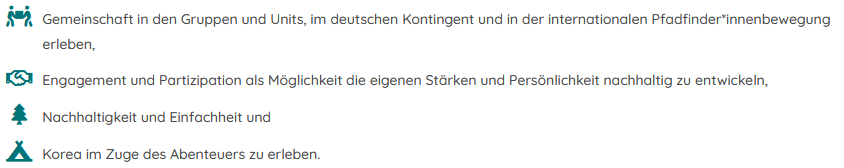 Gemeinschaft in den Gruppen und Units, im deutschen Kontingent und in der internationalen Pfadfinder*innenbewegung
erleben,
Engagement und Partizipation als Möglichkeit die eigenen Stärken und Persönlichkeit nachhaltig zu entwickeln,
Nachhaltigkeit und Einfachheit und
Korea im Zuge des Abenteuers zu erleben.